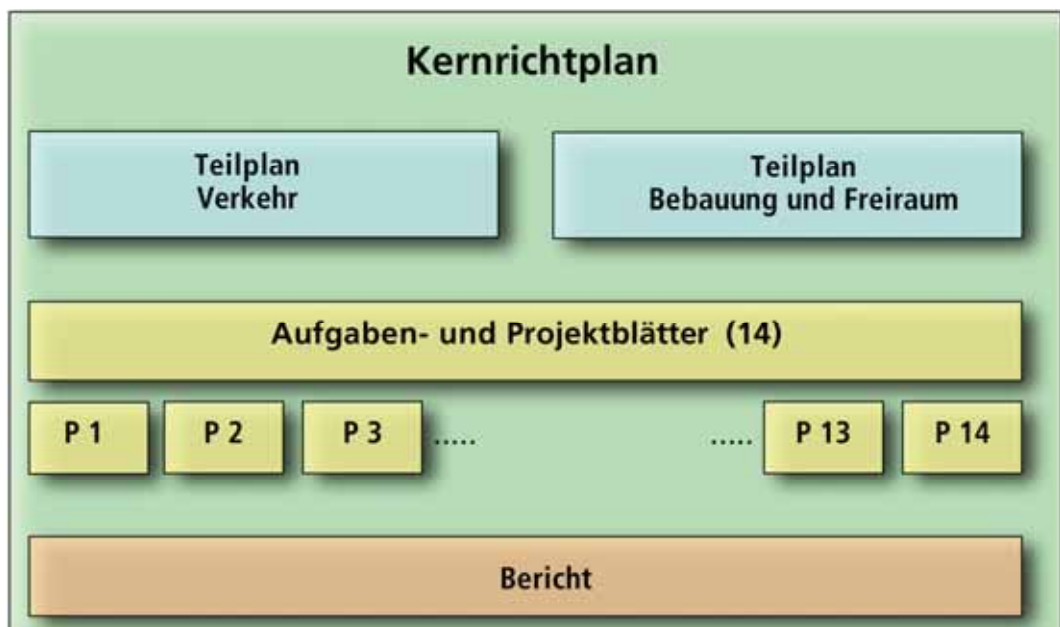 Kernrichtplan
Teilplan
Verkehr
Teilplan
Bebauung und Freiraum
Aufgaben- und Projektblätter (14)
P 1 P 2 P 3 ..... ..... P 13 P 14
Bericht